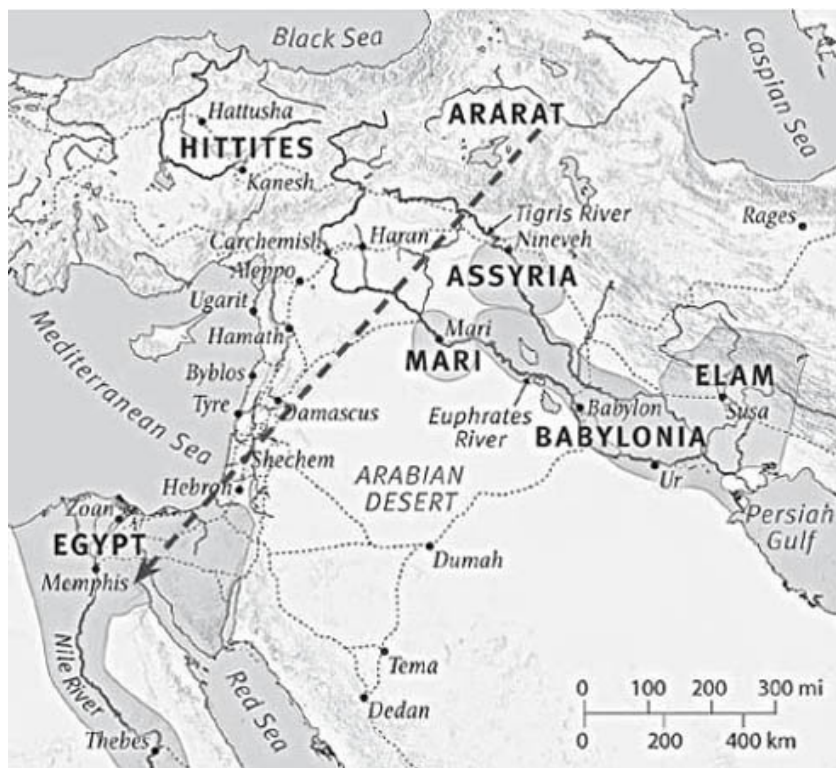 Black Sea
Caspian Sea
Hattusha
ARARAT
HITTITES
Kanesh
Tigris River
Rages
Carchemish
Haran
Nineveh
Aleppo
ASSYRIA
Ugarit
Mediterranean Sea
Hamath
Mari
MARI
Byblos
ELAM
Tyre
Damascus
Euphrates
River
Babylon
Susa
BABYLONIA
Shechem
ARABIAN
DESERT
Hebron
Ur
Zoan
Persian
Gulf
EGYPT
Dumah
Memphis
Nile River
Tema
Red Sea
Dedan
0 100 200 300 mi
0 200 400 km
Thebes